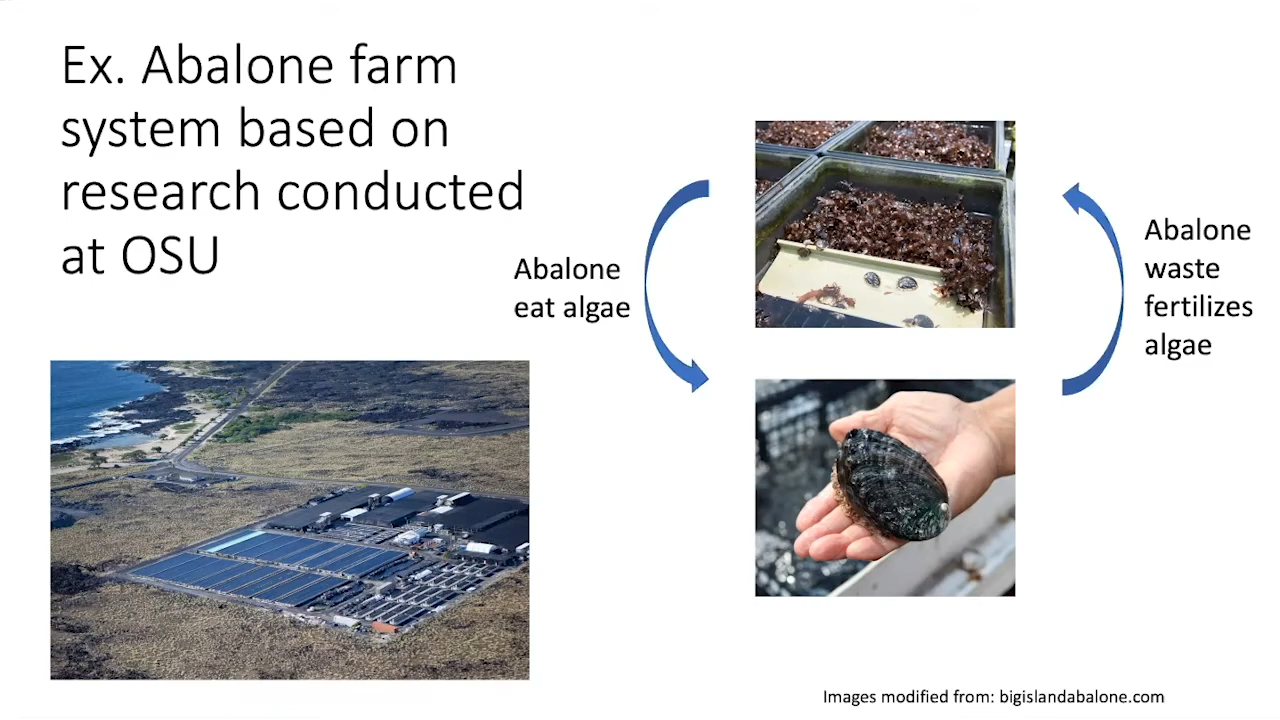 Ex. Abalone farm
system based on
research conducted
at OSU
Abalone
eat algae
Abalone
waste
fertilizes
algae
Images modified from: bigislandabalone.com